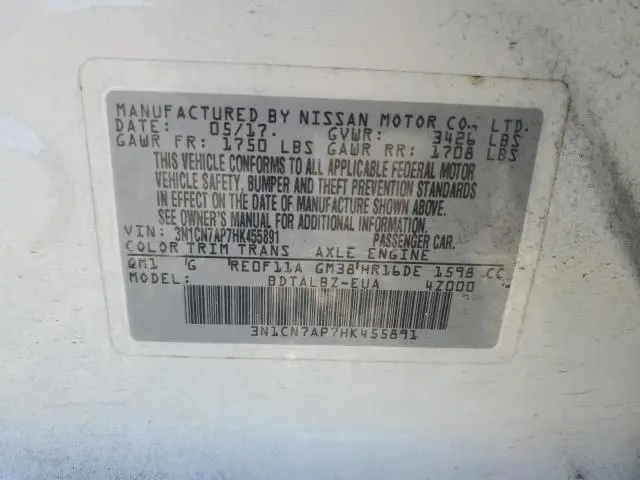 MANUFACTURED BY NISSAN MOTOR CO., LTD.
DATE: 05/17. GVWR: 3426 LBS
GAWR FR: 1750 LBS GAWR RR: 1708 LBS
THIS VEHICLE CONFORMS TO ALL APPLICABLE FEDERAL MOTOR
VEHICLE SAFETY, BUMPER AND THEFT PREVENTION STANDARDS
IN EFFECT ON THE DATE OF MANUFACTURE SHOWN ABOVE.
SEE OWNER'S MANUAL FOR ADDITIONAL INFORMATION.
VIN: 3N1CN7AP7HK455891 PASSENGER CAR.
COLOR TRIM TRANS AXLE ENGINE
QM1 G RE0F11A GM38 HR16DE 1598 CC
MODEL: BDTALBZ-EUA 4Z000
3N1CN7AP7HK455891